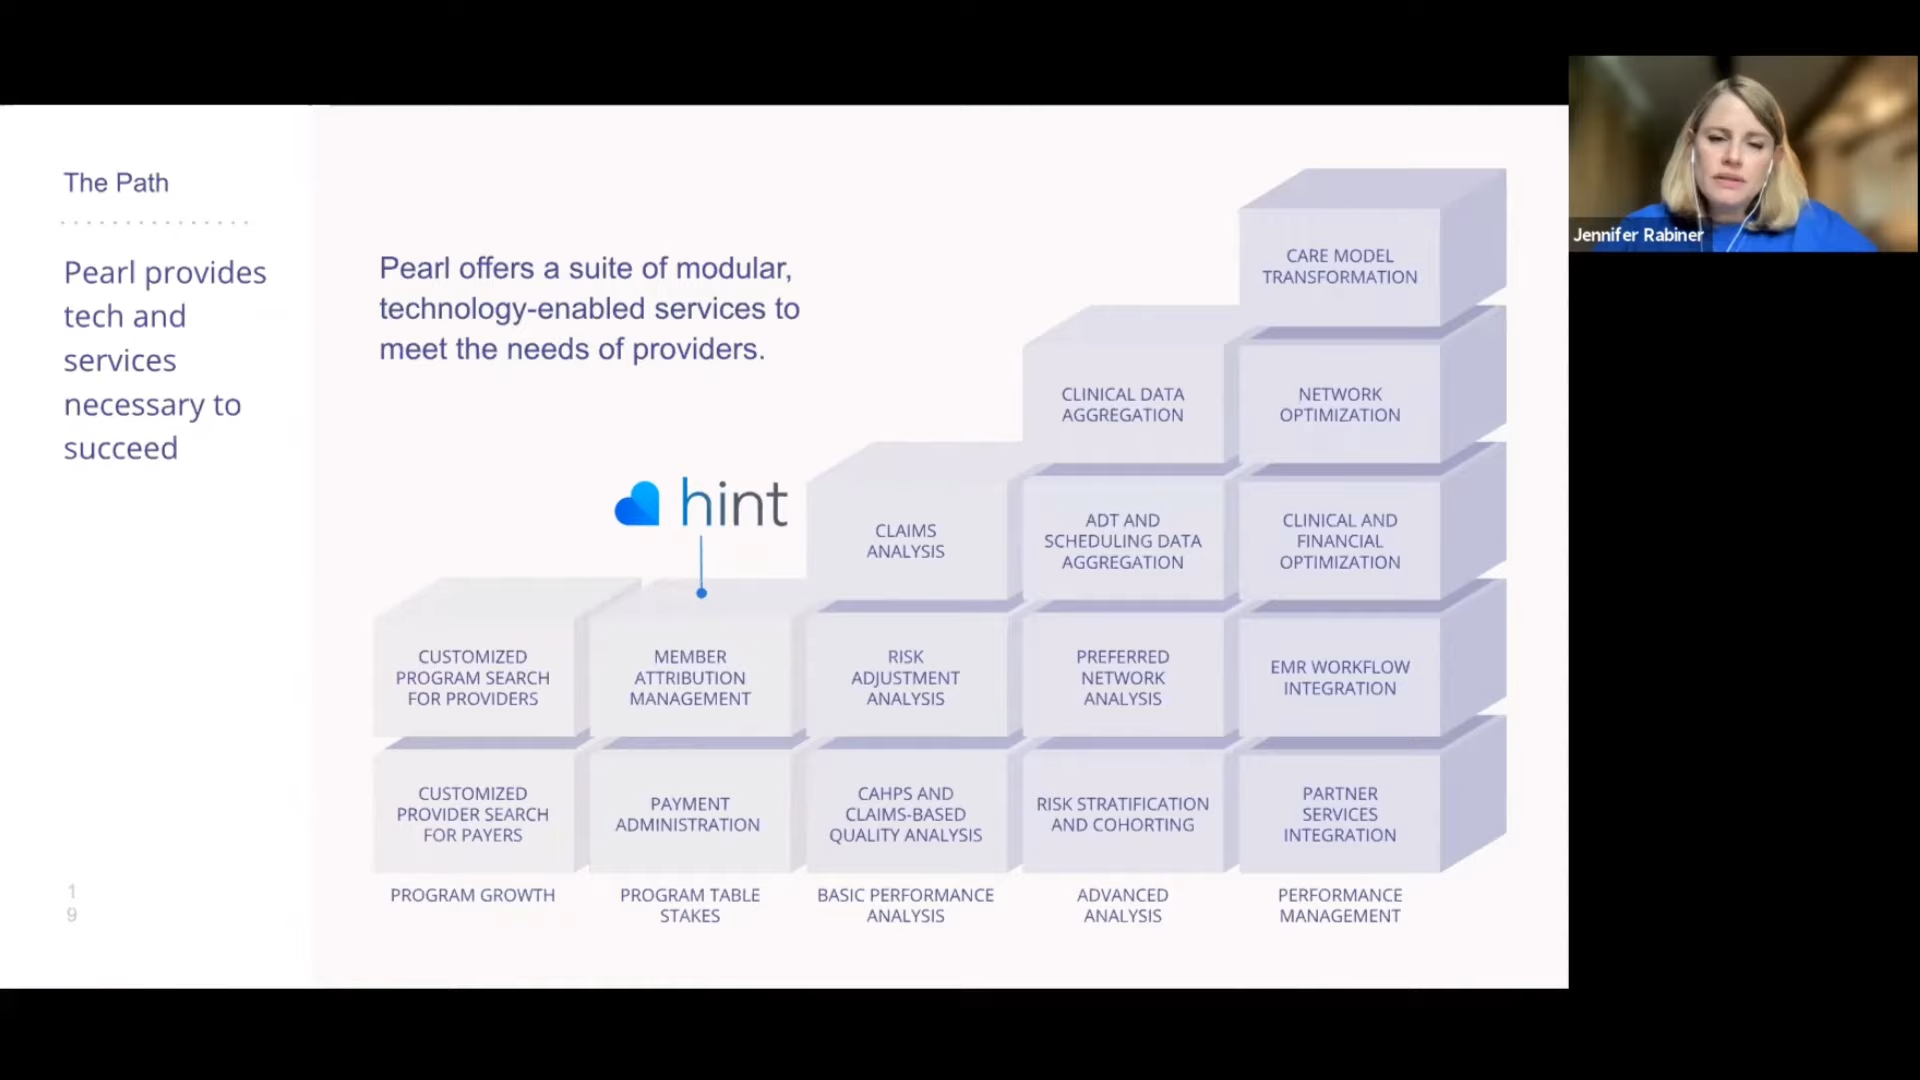 The Path
Pearl provides
tech and
services
necessary to
succeed
1
9
Pearl offers a suite of modular,
technology-enabled services to
meet the needs of providers.
hint
CARE MODEL
TRANSFORMATION
CLINICAL DATA
AGGREGATION
NETWORK
OPTIMIZATION
CLAIMS
ANALYSIS
ADT AND
SCHEDULING DATA
AGGREGATION
CLINICAL AND
FINANCIAL
OPTIMIZATION
CUSTOMIZED
PROGRAM SEARCH
FOR PROVIDERS
MEMBER
ATTRIBUTION
MANAGEMENT
RISK
ADJUSTMENT
ANALYSIS
PREFERRED
NETWORK
ANALYSIS
EMR WORKFLOW
INTEGRATION
CUSTOMIZED
PROVIDER SEARCH
FOR PAYERS
PAYMENT
ADMINISTRATION
CAHPS AND
CLAIMS-BASED
QUALITY ANALYSIS
RISK STRATIFICATION
AND COHORTING
PARTNER
SERVICES
INTEGRATION
PROGRAM GROWTH
PROGRAM TABLE
STAKES
BASIC PERFORMANCE
ANALYSIS
ADVANCED
ANALYSIS
PERFORMANCE
MANAGEMENT
Jennifer Rabiner